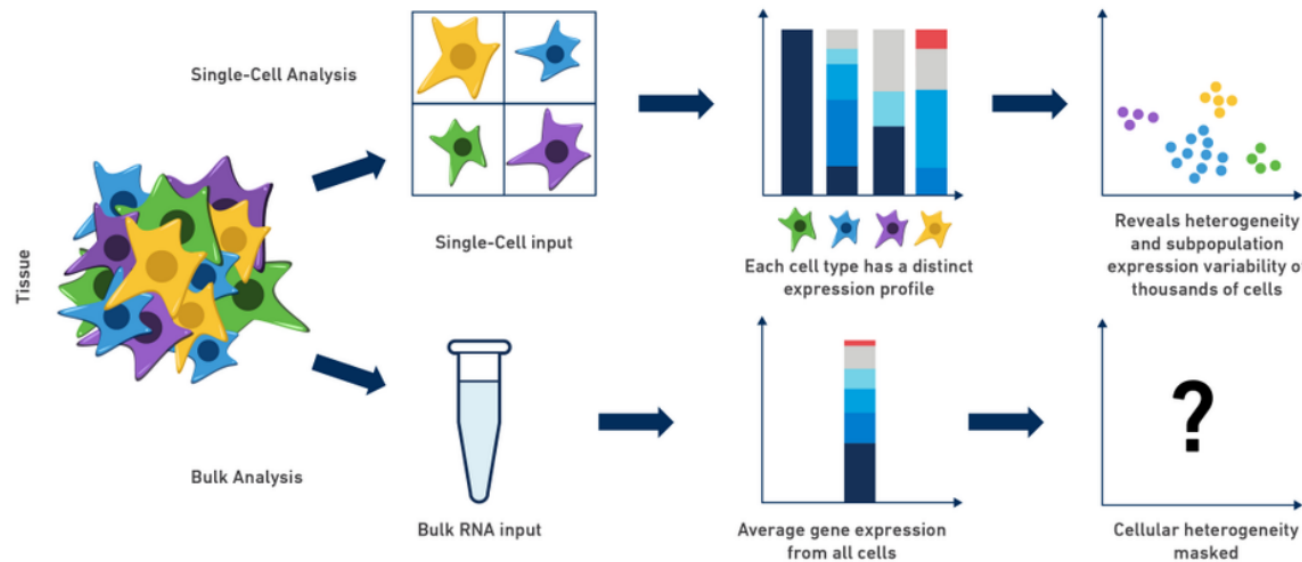 Single-Cell Analysis
Tissue
Single-Cell input
Each cell type has a distinct
expression profile
Reveals heterogeneity
and subpopulation
expression variability o
thousands of cells
Bulk Analysis
Bulk RNA input
Average gene expression
from all cells
?
Cellular heterogeneity
masked